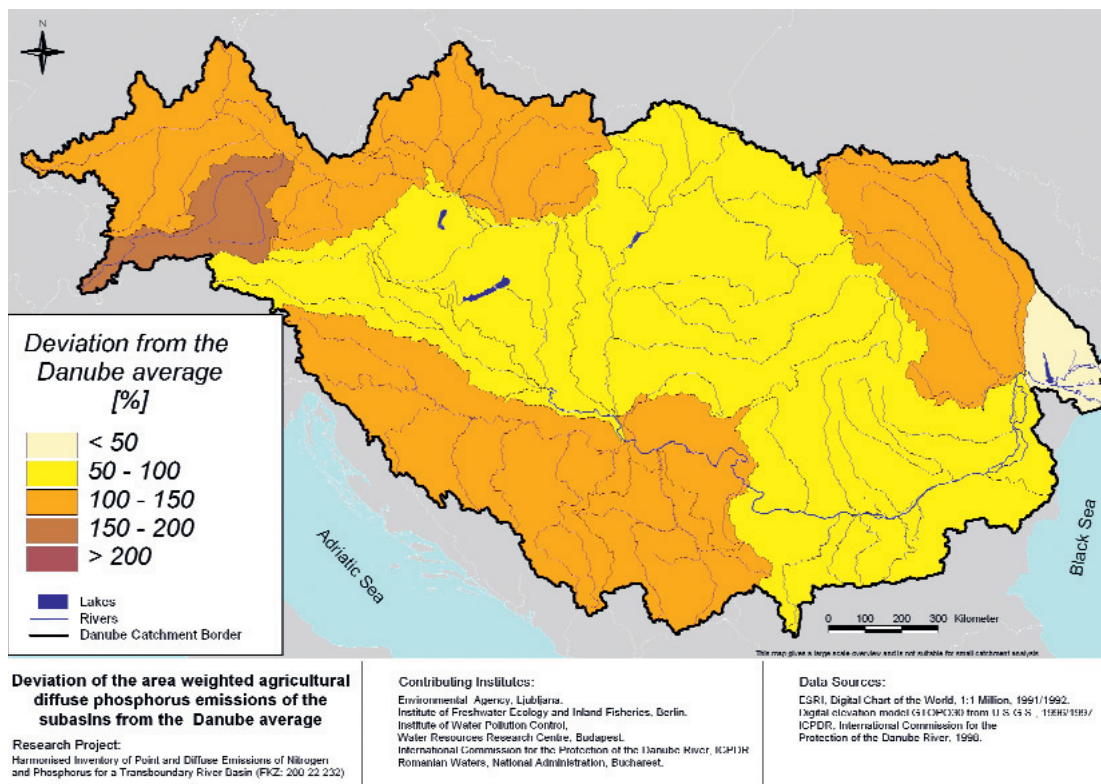 N
Deviation from the
Danube average
[%]
< 50
50 - 100
100 - 150
150 - 200
> 200
Lakes
Rivers
Danube Catchment Border
Adriatic Sea
Black Sea
0 100 200 300 Kilometer
This map gives a large scale overview and is not suitable for small catchment analysis
Deviation of the area weighted agricultural
diffuse phosphorus emissions of the
subasins from the Danube average
Research Project:
Harmonised Inventory of Point and Diffuse Emissions of Nitrogen
and Phosphorus for a Transboundary River Basin (FKZ: 200 22 232)
Contributing Institutes:
Environmental Agency, Ljubljana.
Institute of Freshwater Ecology and Inland Fisheries, Berlin.
Institute of Water Pollution Control,
Water Resources Research Centre, Budapest.
International Commission for the Protection of the Danube River, ICPDR
Romanian Waters, National Administration, Bucharest.
Data Sources:
ESRI, Digital Chart of the World, 1:1 Million, 1991/1992.
Digital elevation model GTOPO30 from U.S.G.S., 1996/1997
ICPDR, International Commission for the
Protection of the Danube River, 1998.